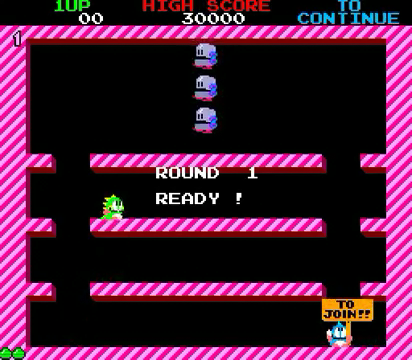 1UP HIGH SCORE TO
00 30000 CONTINUE
1
ROUND 1
READY !
TO
JOIN!!